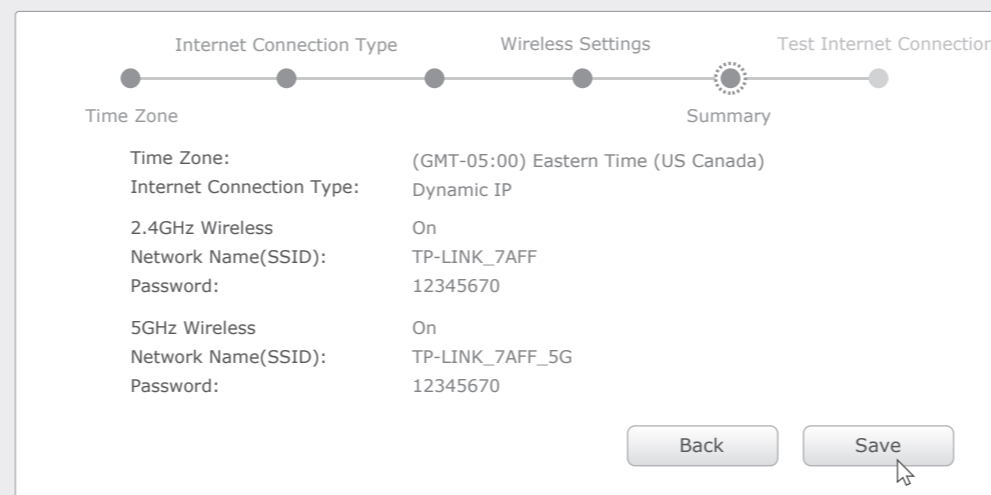 Internet Connection Type Wireless Settings Test Internet Connection
Time Zone Summary
Time Zone: (GMT-05:00) Eastern Time (US Canada)
Internet Connection Type: Dynamic IP
2.4GHz Wireless On
Network Name(SSID): TP-LINK_7AFF
Password: 12345670
5GHz Wireless On
Network Name(SSID): TP-LINK_7AFF_5G
Password: 12345670
Back Save